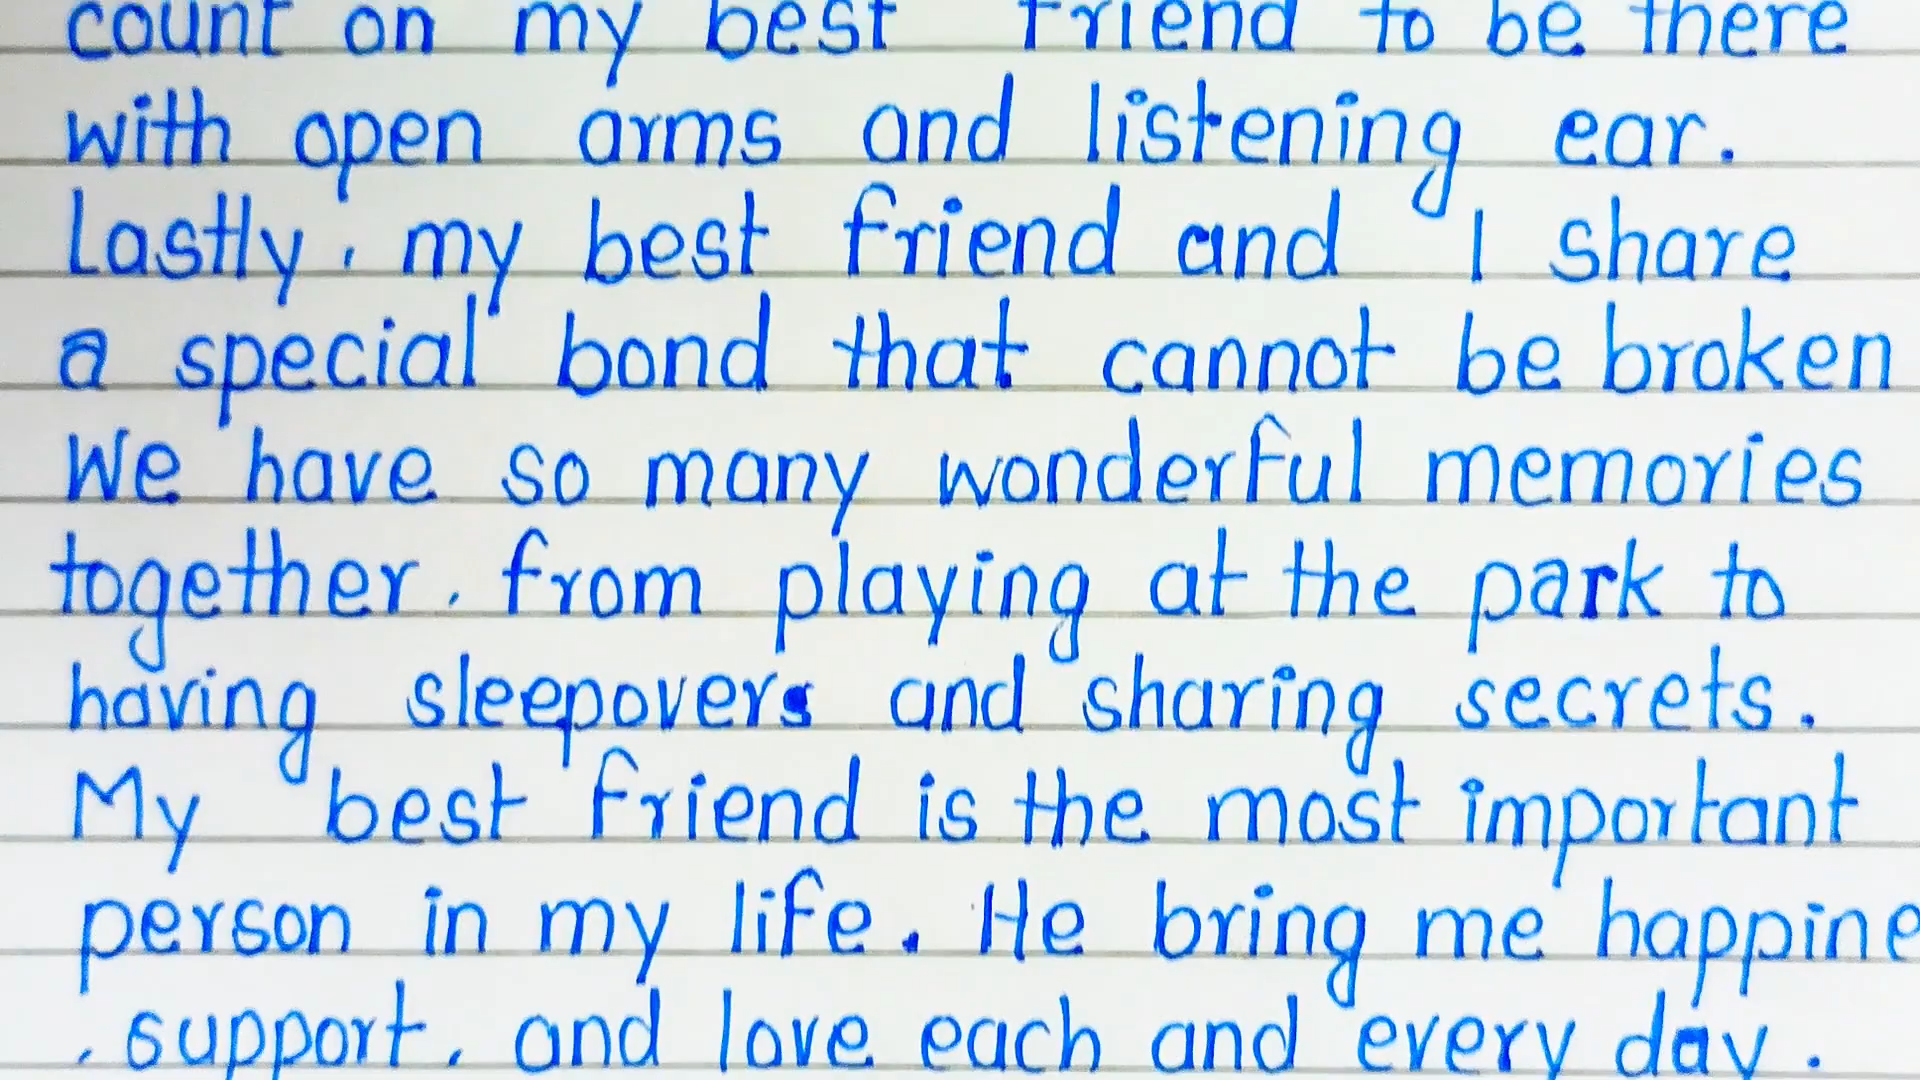 count on my best friend to be there
with open arms and listening ear.
Lastly, my best friend and I share
a special bond that cannot be broken
We have so many wonderful memories
together, from playing at the park to
having sleepovers and sharing secrets.
My best friend is the most important
person in my life. He bring me happine
, support, and love each and every day.